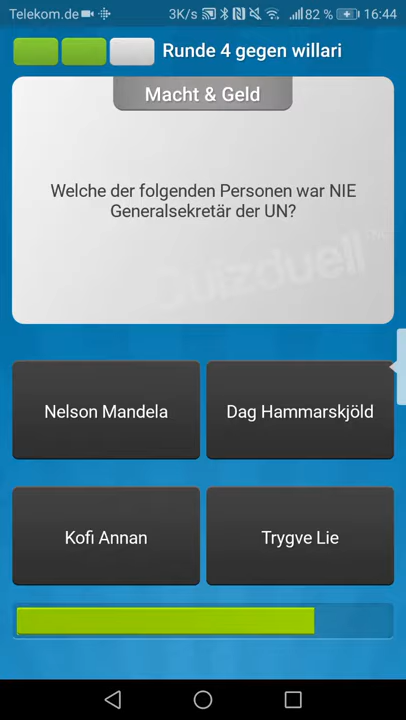 Telekom.de 3K/s 82 % 16:44
Runde 4 gegen willari
Macht & Geld
Welche der folgenden Personen war NIE
Generalsekretär der UN?
Quizduell
Nelson Mandela
Dag Hammarskjöld
Kofi Annan
Trygve Lie